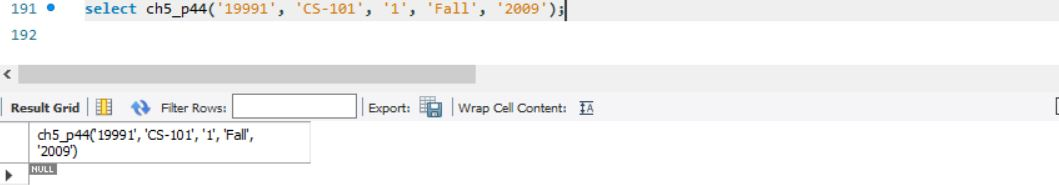 191 select ch5_p44('19991', 'CS-101', '1', 'Fall', '2009');
192
Result Grid Filter Rows: Export: Wrap Cell Content: IA
ch5_p44('19991', 'CS-101', '1', 'Fall',
'2009')
NULL